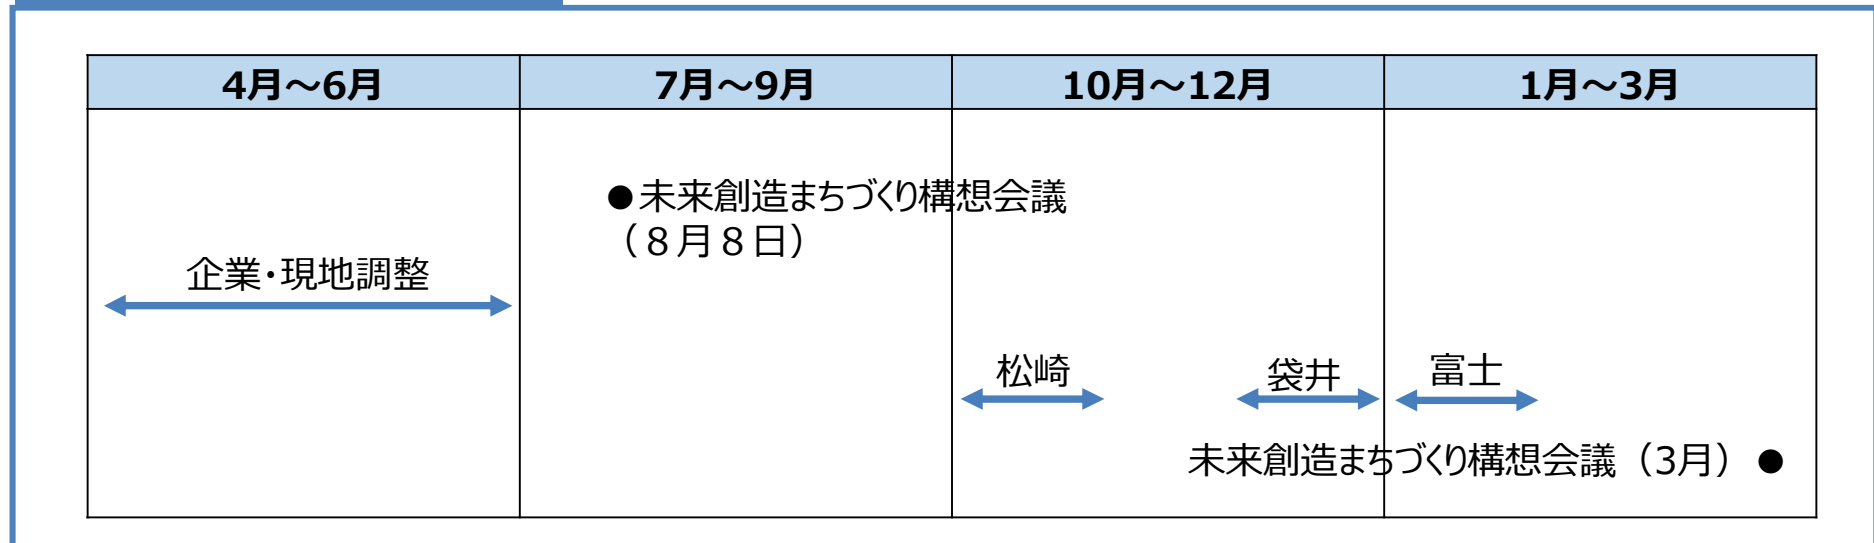 4月～6月
7月～9月
10月～12月
1月～3月
●未来創造まちづくり構想会議
（８月８日）
企業・現地調整
松崎
袋井
富士
未来創造まちづくり構想会議（3月）●